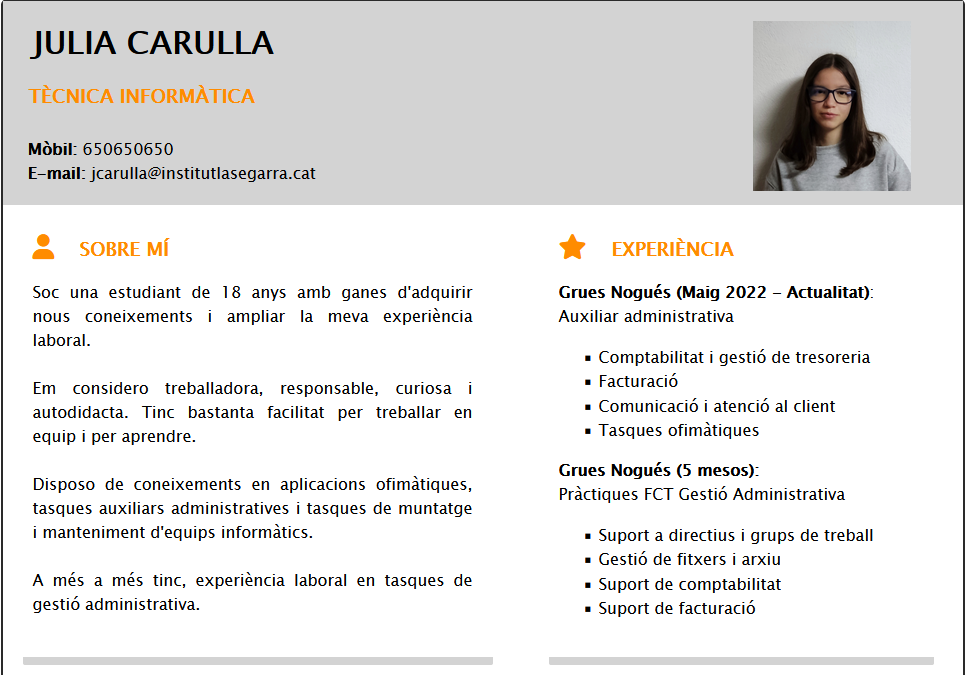 JULIA CARULLA
TÈCNICA INFORMÀTICA
Mòbil: 650650650
E-mail: jcarulla@institutlasegarra.cat
SOBRE MÍ
Soc una estudiant de 18 anys amb ganes d'adquirir
nous coneixements i ampliar la meva experiència
laboral.
Em considero treballadora, responsable, curiosa i
autodidacta. Tinc bastanta facilitat per treballar en
equip i per aprendre.
Disposo de coneixements en aplicacions ofimàtiques,
tasques auxiliars administratives i tasques de muntatge
i manteniment d'equips informàtics.
A més a més tinc, experiència laboral en tasques de
gestió administrativa.
EXPERIÈNCIA
Grues Nogués (Maig 2022 - Actualitat):
Auxiliar administrativa
▪ Comptabilitat i gestió de tresoreria
▪ Facturació
▪ Comunicació i atenció al client
▪ Tasques ofimàtiques
Grues Nogués (5 mesos):
Pràctiques FCT Gestió Administrativa
▪ Suport a directius i grups de treball
▪ Gestió de fitxers i arxiu
▪ Suport de comptabilitat
▪ Suport de facturació